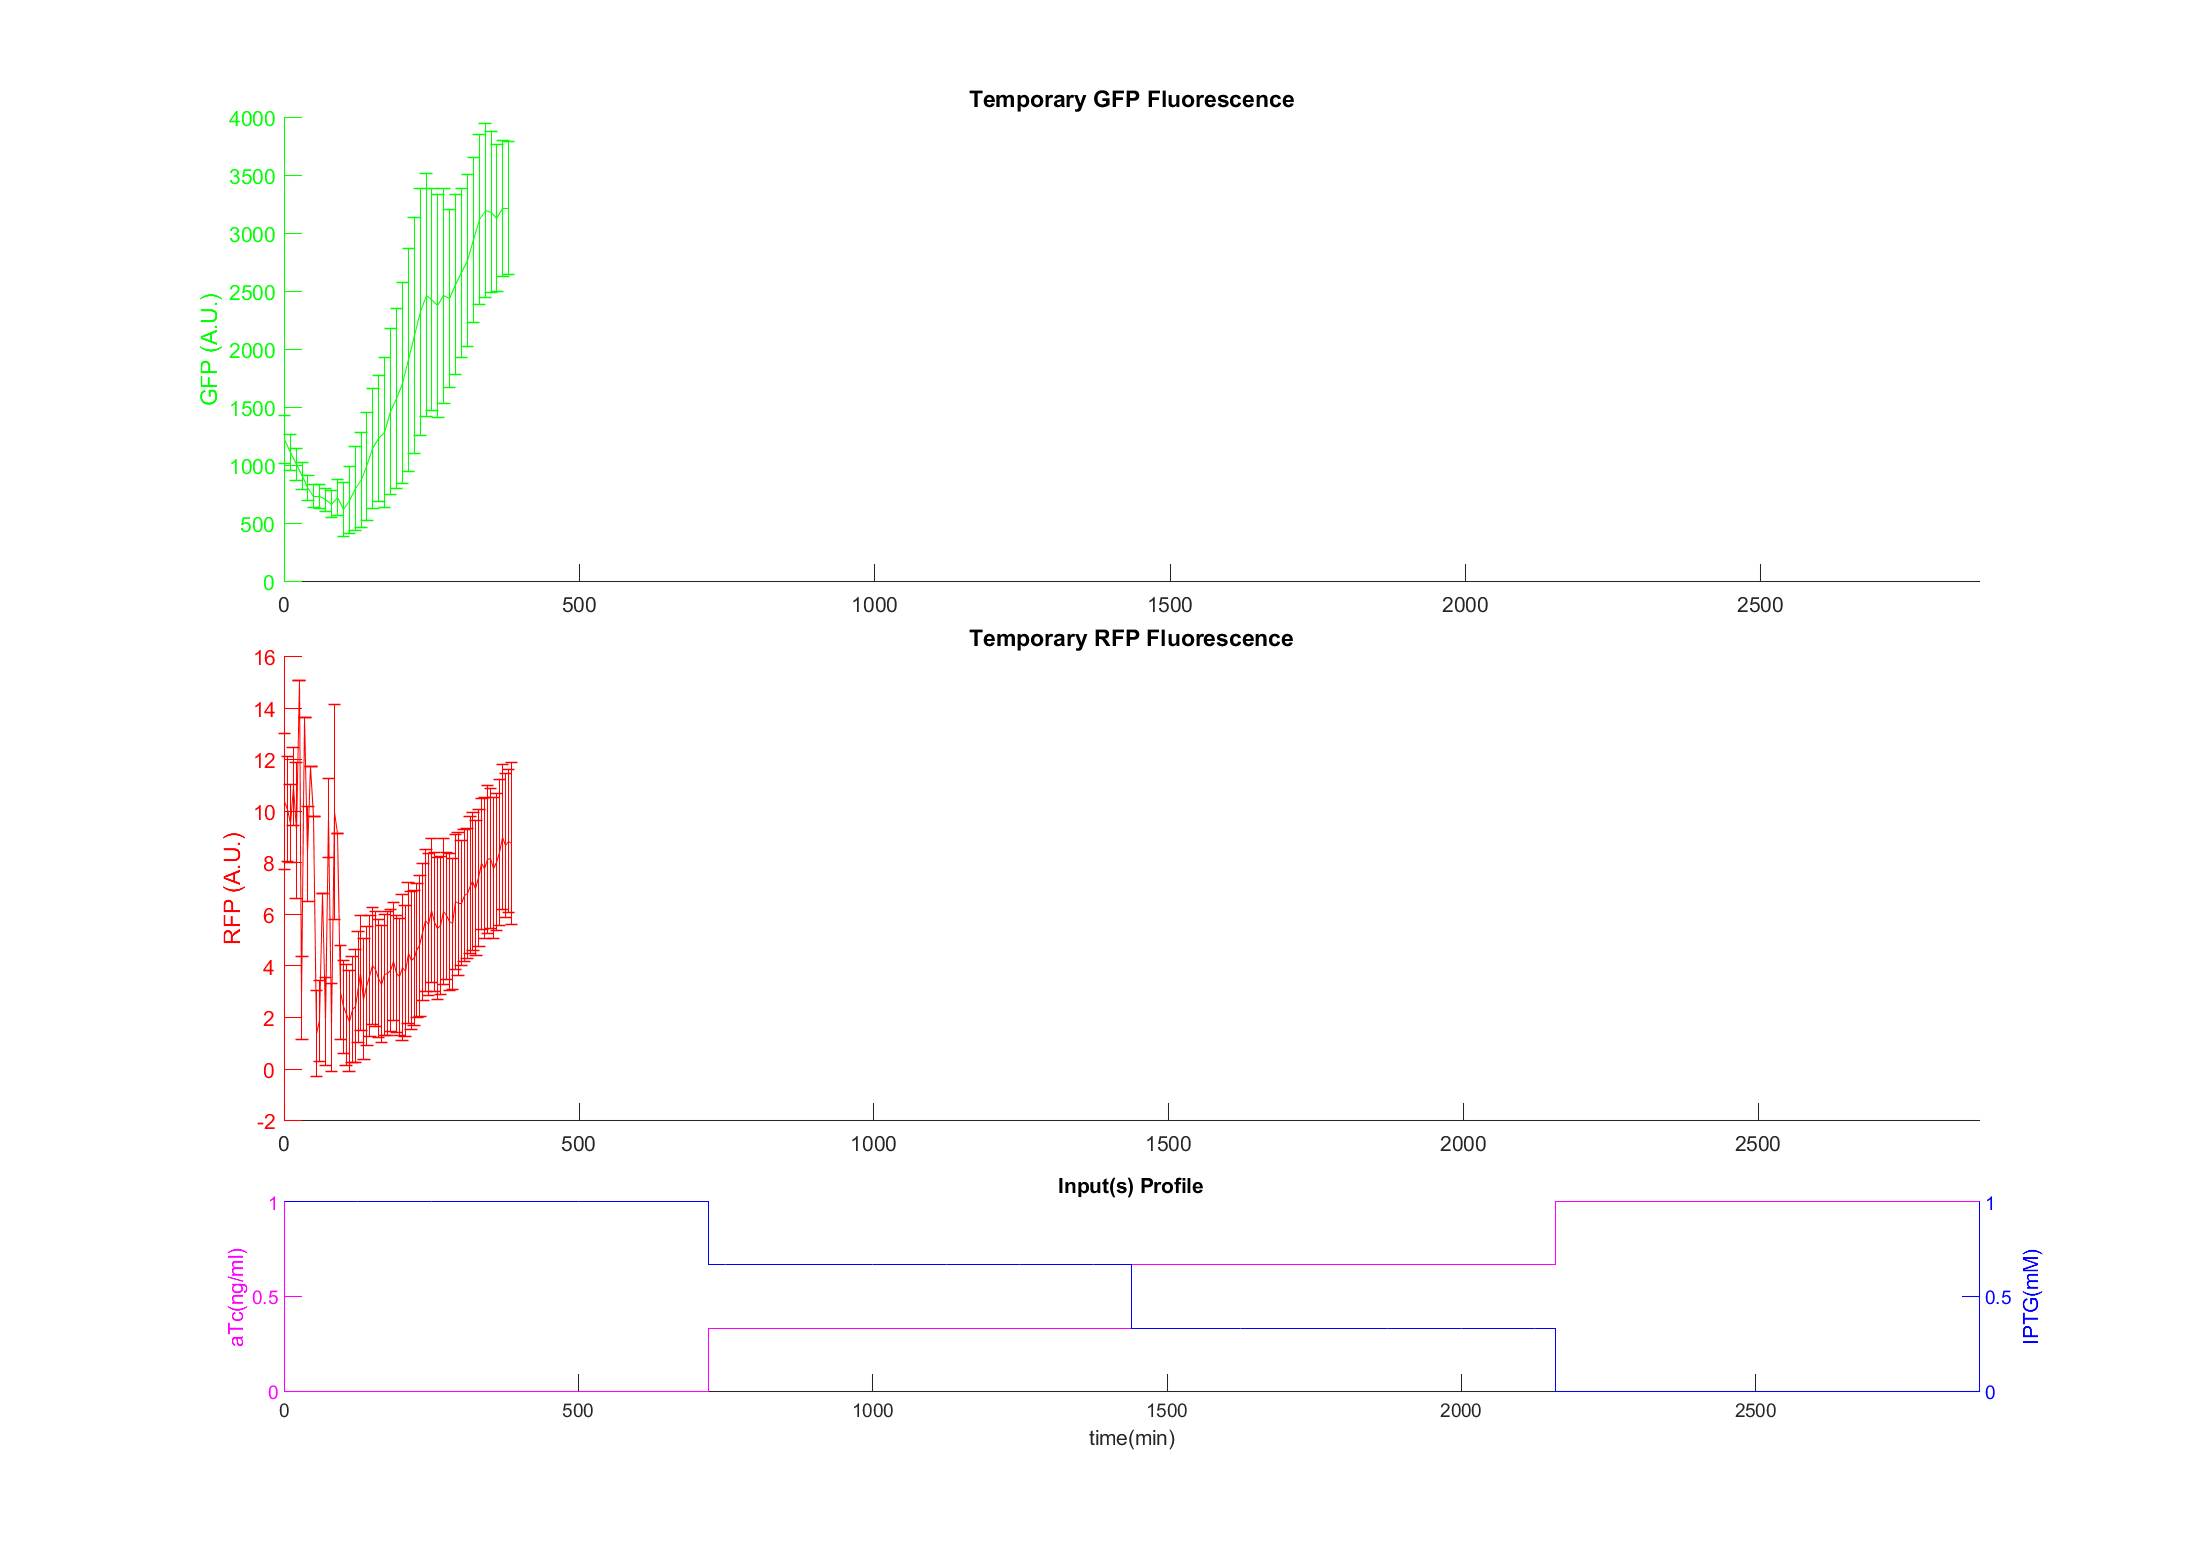 Temporary GFP Fluorescence
4000
3500
3000
2500
2000
1500
1000
500
0
GFP (A.U.)
0 500 1000 1500 2000 2500
Temporary RFP Fluorescence
16
14
12
10
8
6
4
2
0
-2
RFP (A.U.)
0 500 1000 1500 2000 2500
Input(s) Profile
1
0.5
0
aTc(ng/ml)
1
0.5
0
IPTG(mM)
0 500 1000 1500 2000 2500
time(min)